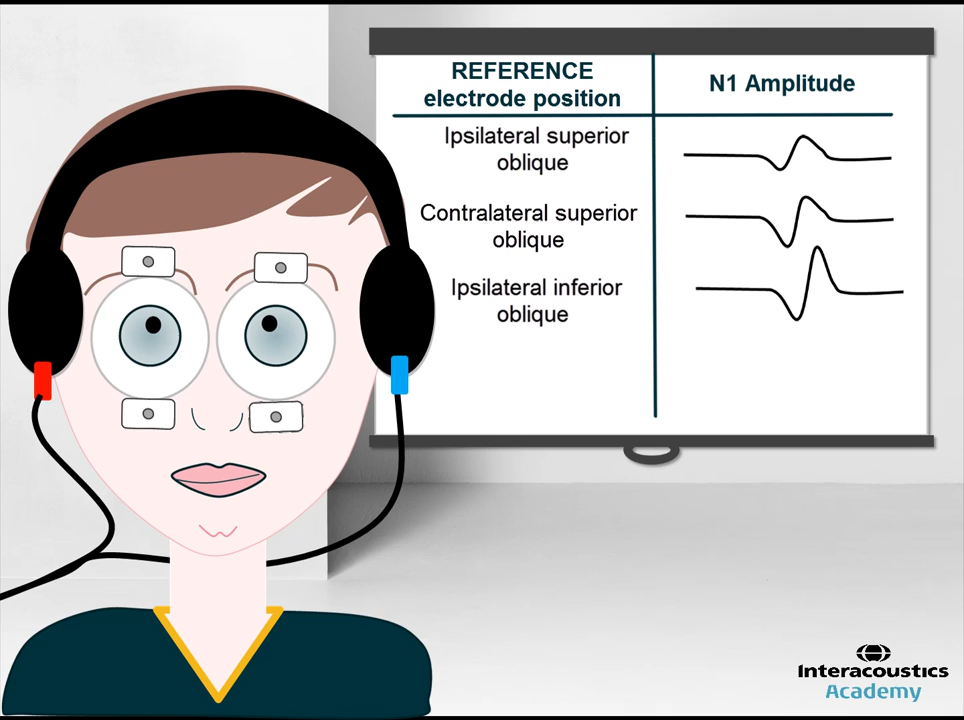 REFERENCE
electrode position
N1 Amplitude
Ipsilateral superior
oblique
Contralateral superior
oblique
Ipsilateral inferior
oblique
Interacoustics
Academy